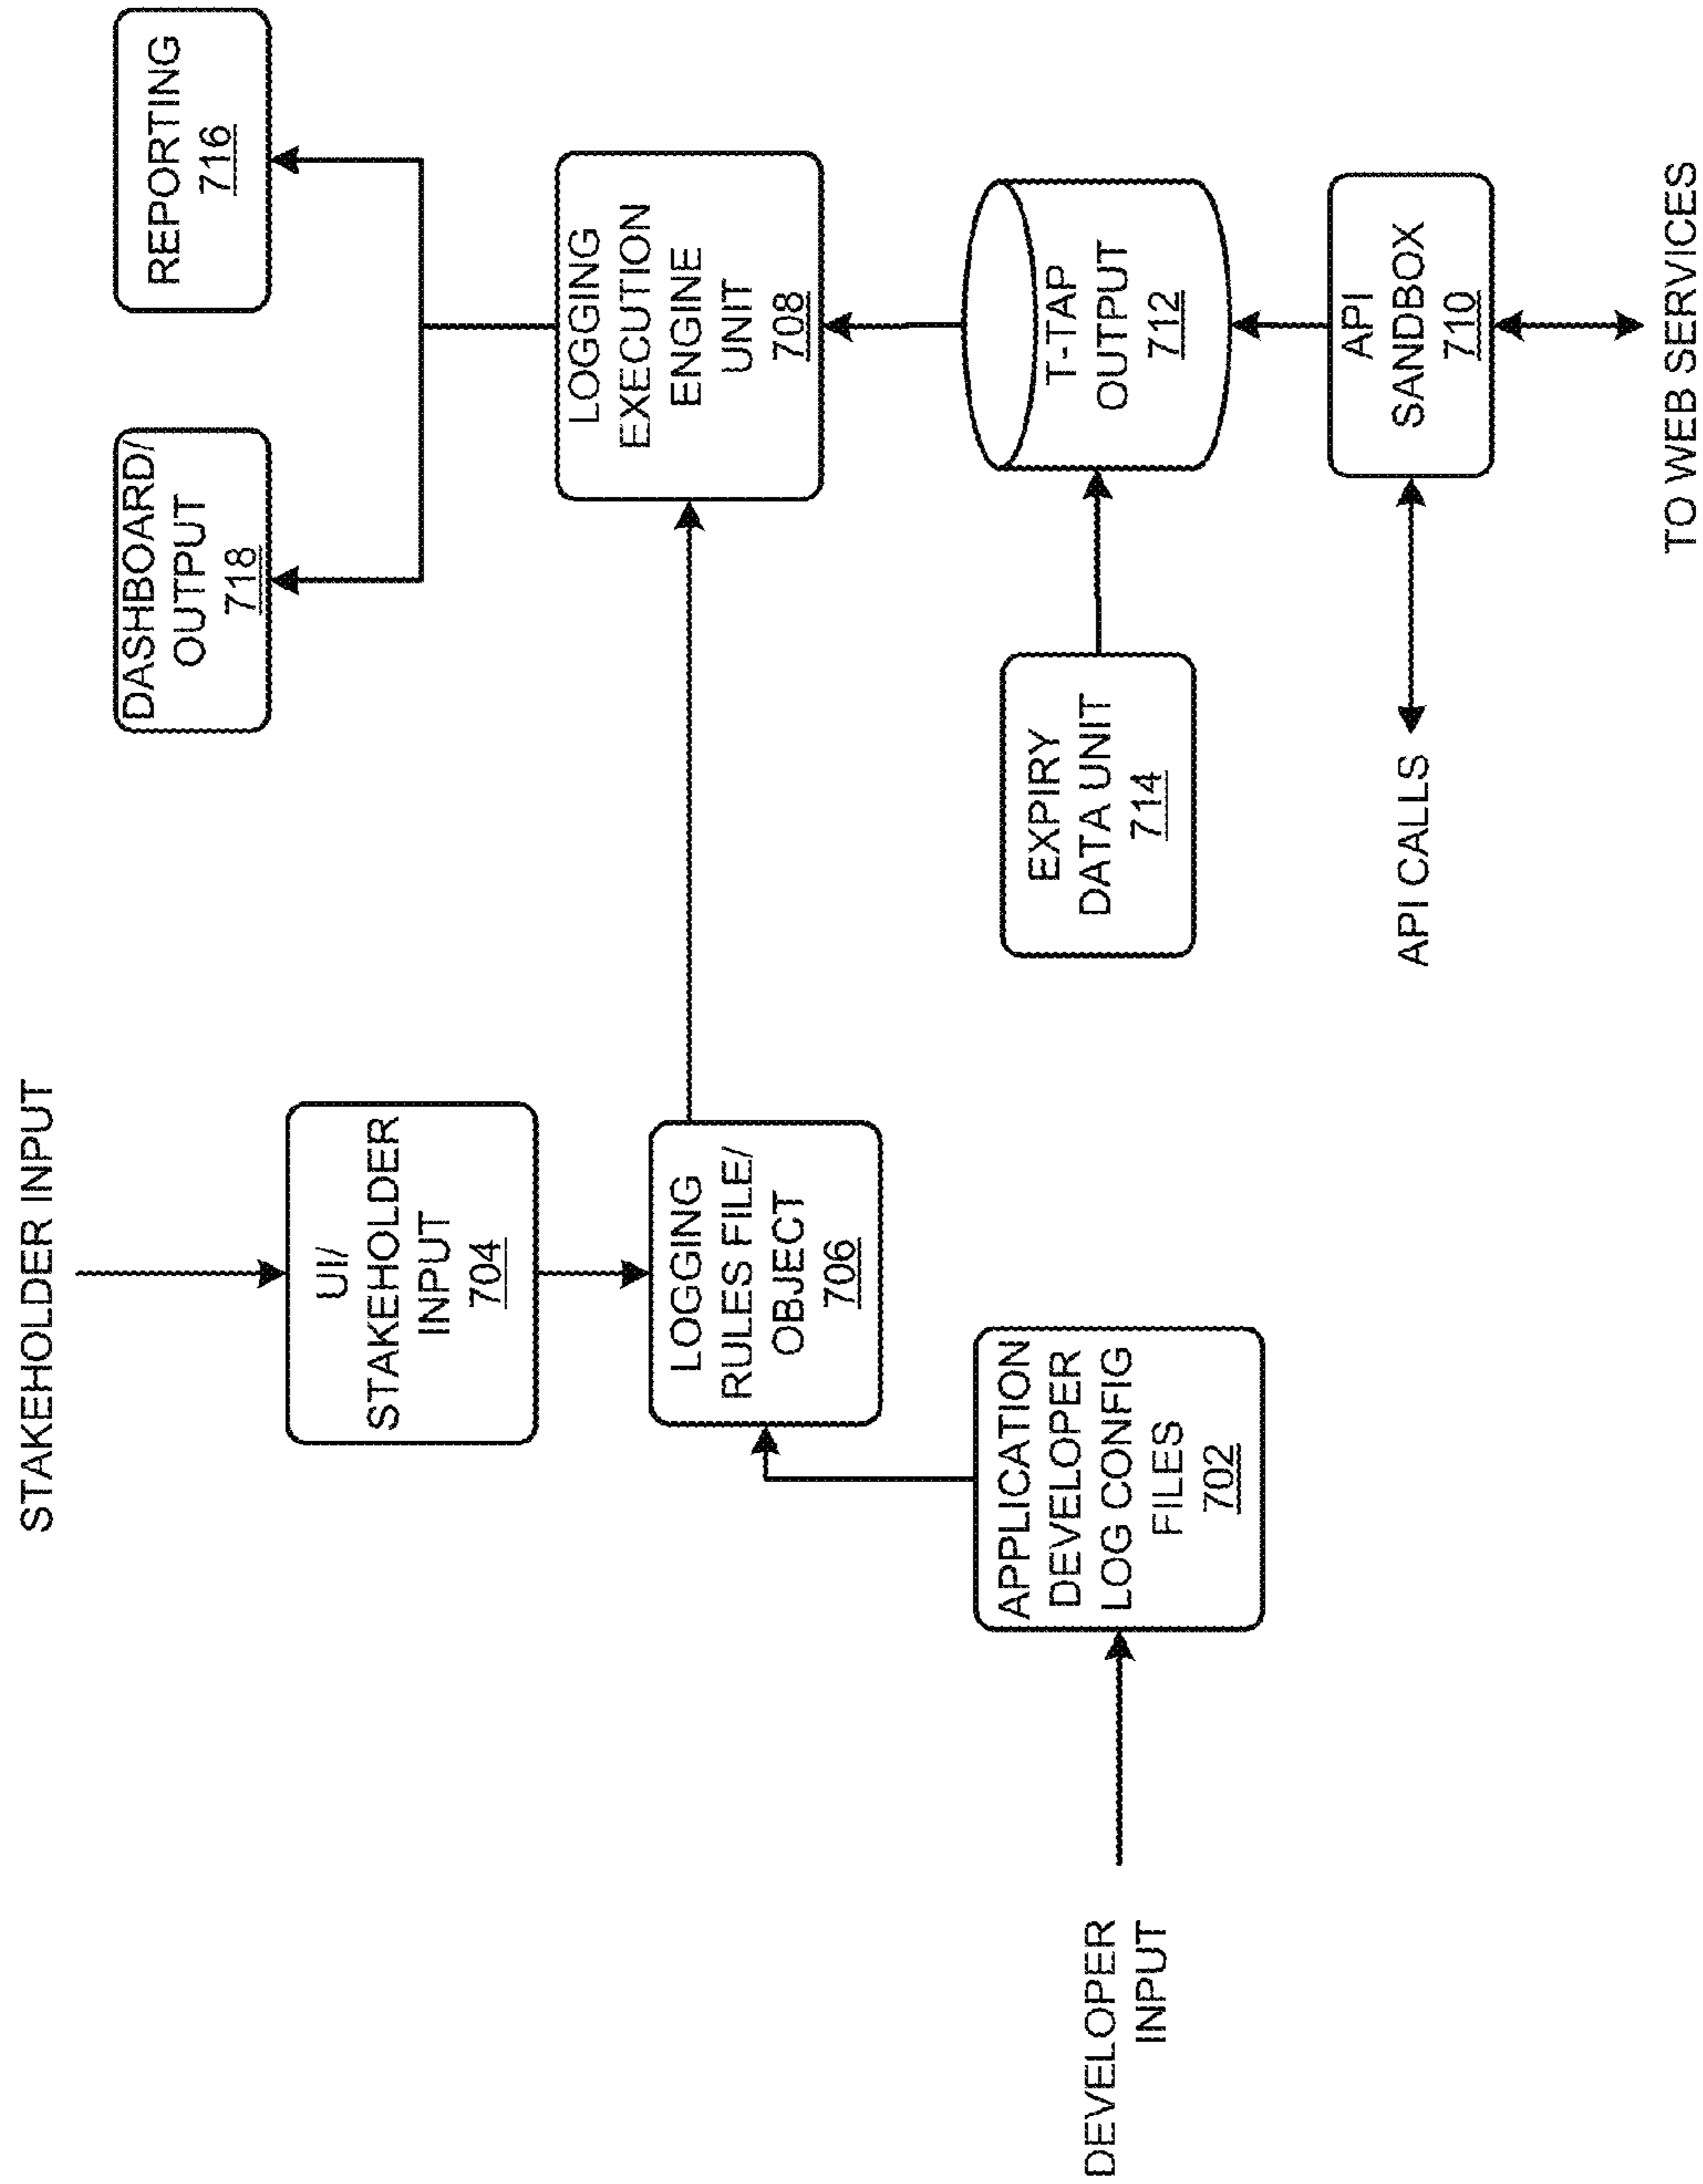 STAKEHOLDER INPUT
UI/
STAKEHOLDER
INPUT
704
DASHBOARD/
OUTPUT
718
REPORTING
716
LOGGING
RULES FILE/
OBJECT
706
LOGGING
EXECUTION
ENGINE
UNIT
708
DEVELOPER
INPUT
APPLICATION
DEVELOPER
LOG CONFIG
FILES
702
EXPIRY
DATA UNIT
714
T-TAP
OUTPUT
712
API CALLS
API
SANDBOX
710
TO WEB SERVICES